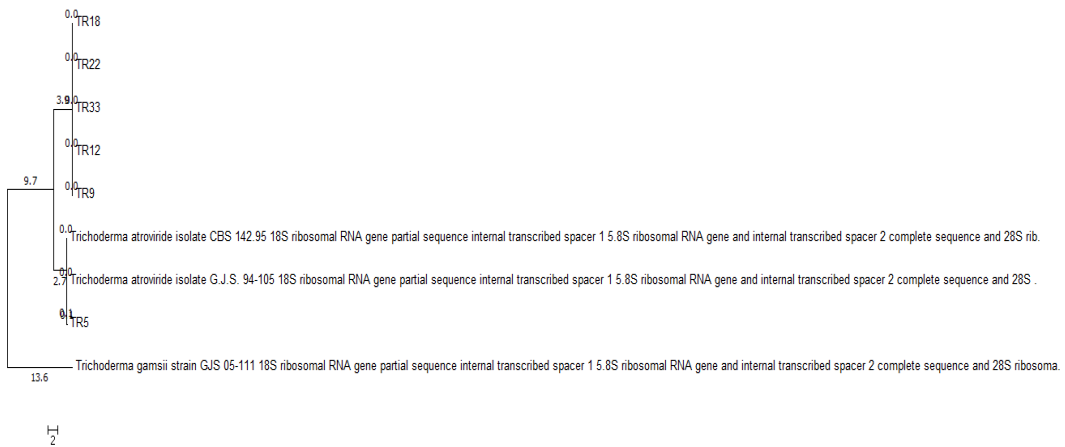 0.0
TR18
0.0
TR22
3.9
0.0
TR33
0.0
TR12
9.7
0.0
TR9
0.0
Trichoderma atroviride isolate CBS 142.95 18S ribosomal RNA gene partial sequence internal transcribed spacer 1 5.8S ribosomal RNA gene and internal transcribed spacer 2 complete sequence and 28S rib.
0.0
2.7
Trichoderma atroviride isolate G.J.S. 94-105 18S ribosomal RNA gene partial sequence internal transcribed spacer 1 5.8S ribosomal RNA gene and internal transcribed spacer 2 complete sequence and 28S .
TR5
Trichoderma gamsii strain GJS 05-111 18S ribosomal RNA gene partial sequence internal transcribed spacer 1 5.8S ribosomal RNA gene and internal transcribed spacer 2 complete sequence and 28S ribosoma.
13.6
2